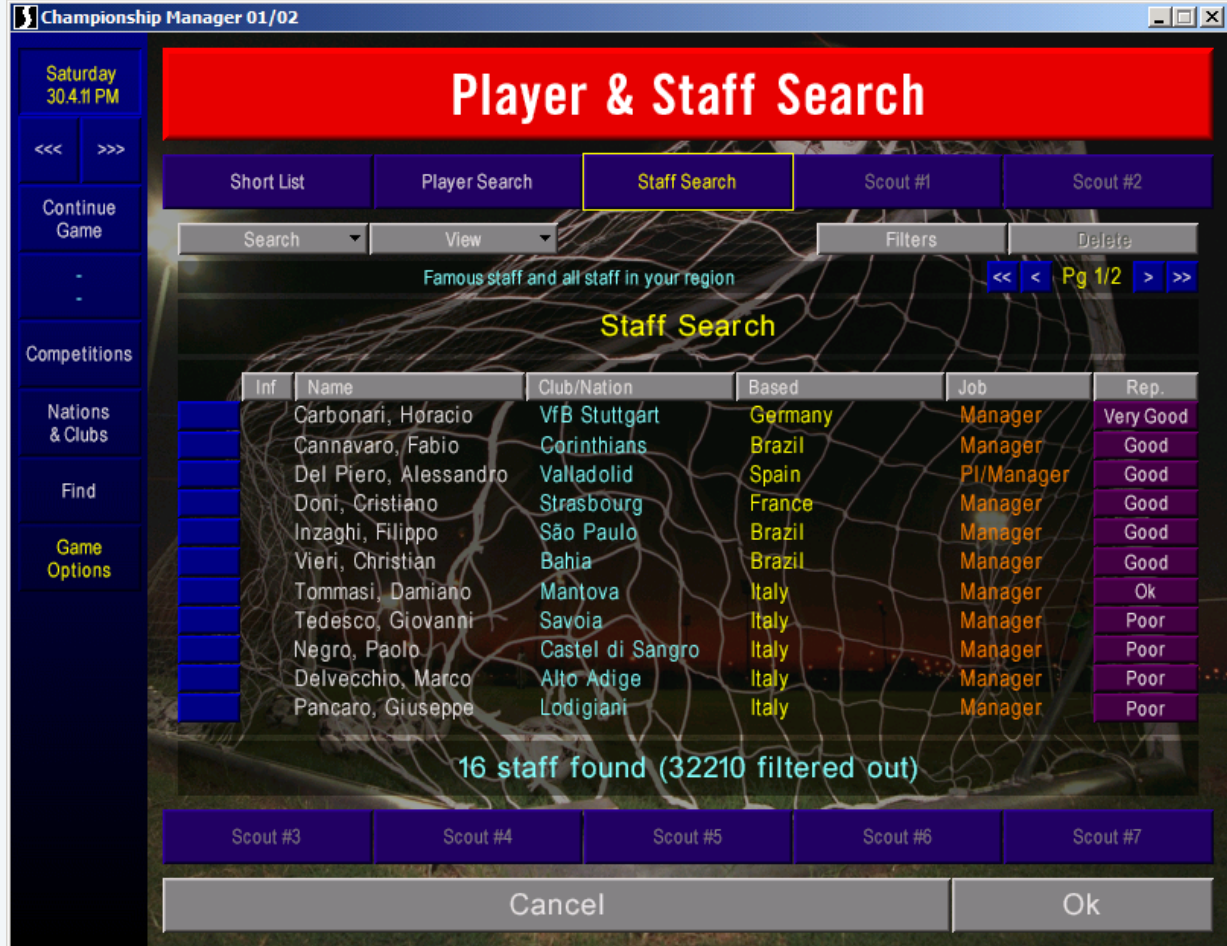 Championship Manager 01/02
Saturday
30.4.11 PM
<<< >>>
Continue
Game
-
-
Competitions
Nations
& Clubs
Find
Game
Options
Player & Staff Search
Short List Player Search Staff Search Scout #1 Scout #2
Search View Filters Delete
Famous staff and all staff in your region << < Pg 1/2 > >>
Staff Search
Inf Name Club/Nation Based Job Rep.
Carbonari, Horacio VfB Stuttgart Germany Manager Very Good
Cannavaro, Fabio Corinthians Brazil Manager Good
Del Piero, Alessandro Valladolid Spain Pl/Manager Good
Doni, Cristiano Strasbourg France Manager Good
Inzaghi, Filippo São Paulo Brazil Manager Good
Vieri, Christian Bahia Brazil Manager Good
Tommasi, Damiano Mantova Italy Manager Ok
Tedesco, Giovanni Savoia Italy Manager Poor
Negro, Paolo Castel di Sangro Italy Manager Poor
Delvecchio, Marco Alto Adige Italy Manager Poor
Pancaro, Giuseppe Lodigiani Italy Manager Poor
16 staff found (32210 filtered out)
Scout #3 Scout #4 Scout #5 Scout #6 Scout #7
Cancel Ok